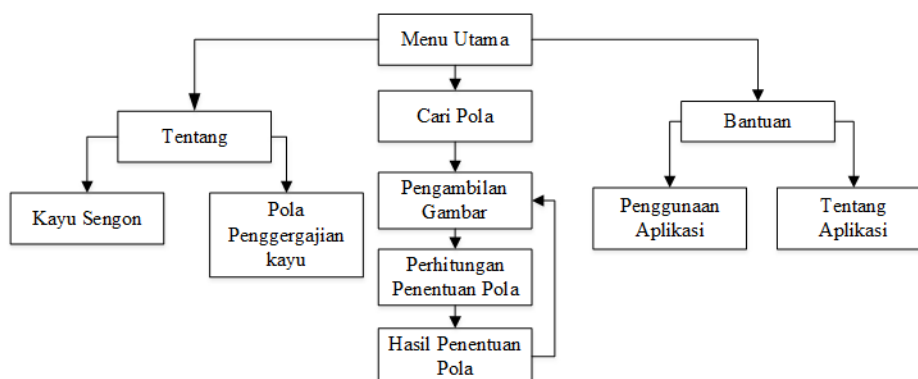 Menu Utama
Tentang
Cari Pola
Bantuan
Kayu Sengon
Pola
Penggergajian
kayu
Pengambilan
Gambar
Penggunaan
Aplikasi
Tentang
Aplikasi
Perhitungan
Penentuan Pola
Hasil Penentuan
Pola